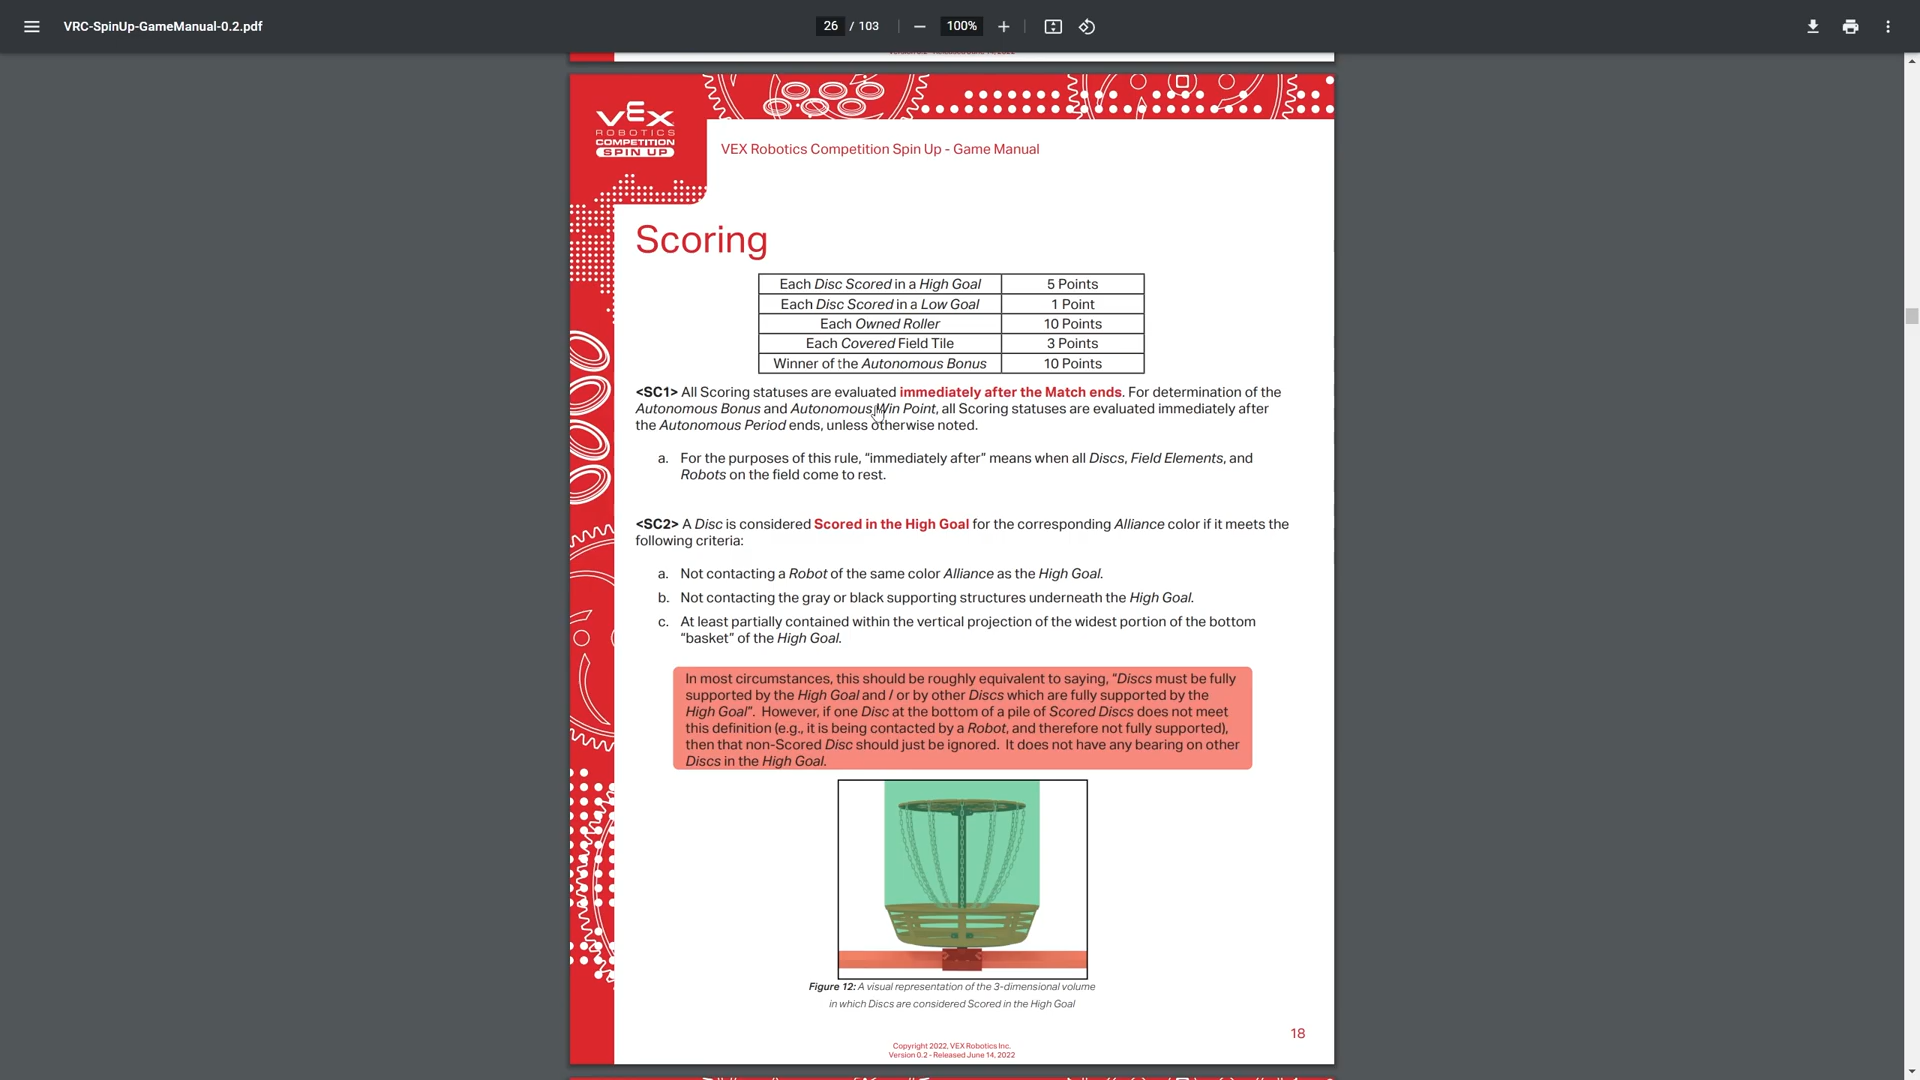 VRC-SpinUp-GameManual-0.2.pdf
26 / 103
100%
VEX
ROBOTICS
COMPETITION
SPIN UP
VEX Robotics Competition Spin Up - Game Manual
Scoring
Each Disc Scored in a High Goal 5 Points
Each Disc Scored in a Low Goal 1 Point
Each Owned Roller 10 Points
Each Covered Field Tile 3 Points
Winner of the Autonomous Bonus 10 Points
<SC1> All Scoring statuses are evaluated immediately after the Match ends. For determination of the
Autonomous Bonus and Autonomous Win Point, all Scoring statuses are evaluated immediately after
the Autonomous Period ends, unless otherwise noted.
a. For the purposes of this rule, “immediately after” means when all Discs, Field Elements, and
Robots on the field come to rest.
<SC2> A Disc is considered Scored in the High Goal for the corresponding Alliance color if it meets the
following criteria:
a. Not contacting a Robot of the same color Alliance as the High Goal.
b. Not contacting the gray or black supporting structures underneath the High Goal.
c. At least partially contained within the vertical projection of the widest portion of the bottom
“basket” of the High Goal.
In most circumstances, this should be roughly equivalent to saying, “Discs must be fully
supported by the High Goal and / or by other Discs which are fully supported by the
High Goal”. However, if one Disc at the bottom of a pile of Scored Discs does not meet
this definition (e.g., it is being contacted by a Robot, and therefore not fully supported),
then that non-Scored Disc should just be ignored. It does not have any bearing on other
Discs in the High Goal.
Figure 12: A visual representation of the 3-dimensional volume
in which Discs are considered Scored in the High Goal
18
Copyright 2022, VEX Robotics Inc.
Version 0.2 - Released June 14, 2022